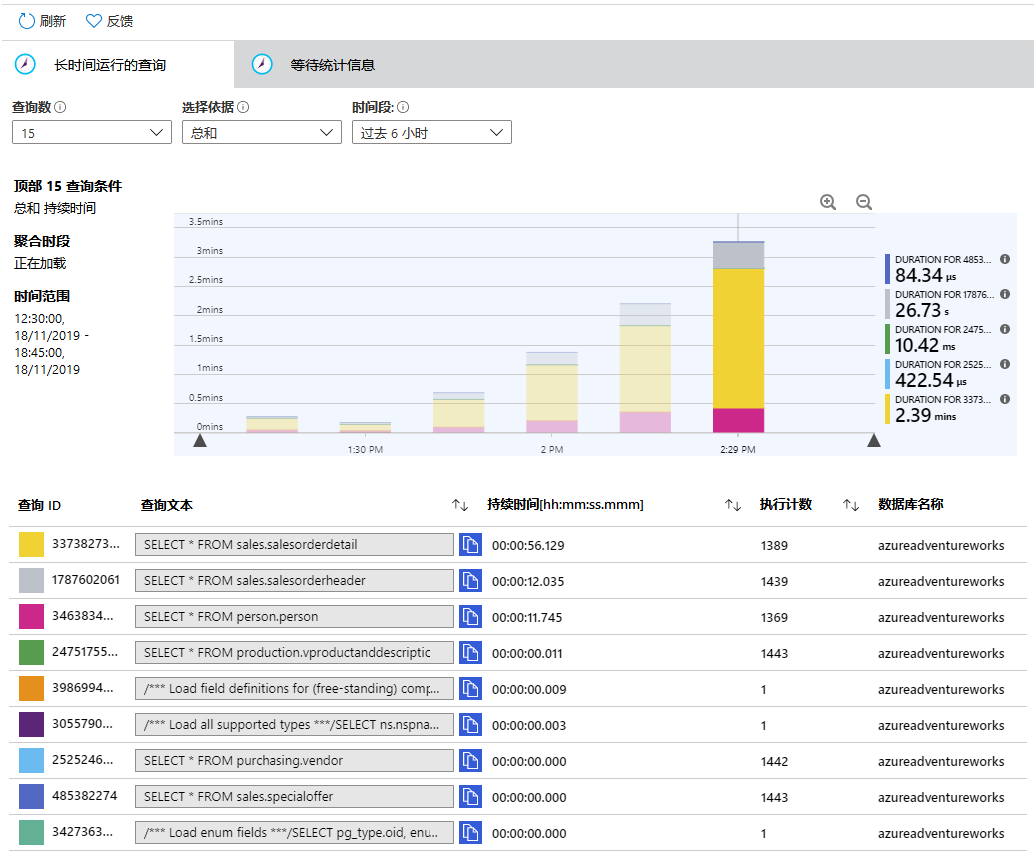 刷新 反馈
长时间运行的查询 等待统计信息
查询数 选择依据 时间段:
15 总和 过去 6 小时
顶部 15 查询条件
总和 持续时间
聚合时段
正在加载
时间范围
12:30:00,
18/11/2019 -
18:45:00,
18/11/2019
3.5mins
3mins
2.5mins
2mins
1.5mins
1mins
0.5mins
0mins
1:30 PM 2 PM 2:29 PM
DURATION FOR 4853...
84.34 µs
DURATION FOR 17876...
26.73 s
DURATION FOR 2475...
10.42 ms
DURATION FOR 2525...
422.54 µs
DURATION FOR 3373...
2.39 mins
查询 ID 查询文本 持续时间[hh:mm:ss.mmm] 执行计数 数据库名称
33738273... SELECT * FROM sales.salesorderdetail 00:00:56.129 1389 azureadventureworks
1787602061 SELECT * FROM sales.salesorderheader 00:00:12.035 1439 azureadventureworks
3463834... SELECT * FROM person.person 00:00:11.745 1369 azureadventureworks
24751755... SELECT * FROM production.vproductanddescriptic 00:00:00.011 1443 azureadventureworks
3986994... /*** Load field definitions for (free-standing) comp... 00:00:00.009 1 azureadventureworks
3055790... /*** Load all supported types ***/SELECT ns.nspna... 00:00:00.003 1 azureadventureworks
2525246... SELECT * FROM purchasing.vendor 00:00:00.000 1442 azureadventureworks
485382274 SELECT * FROM sales.specialoffer 00:00:00.000 1443 azureadventureworks
3427363... /*** Load enum fields ***/SELECT pg_type.oid, enu... 00:00:00.000 1 azureadventureworks